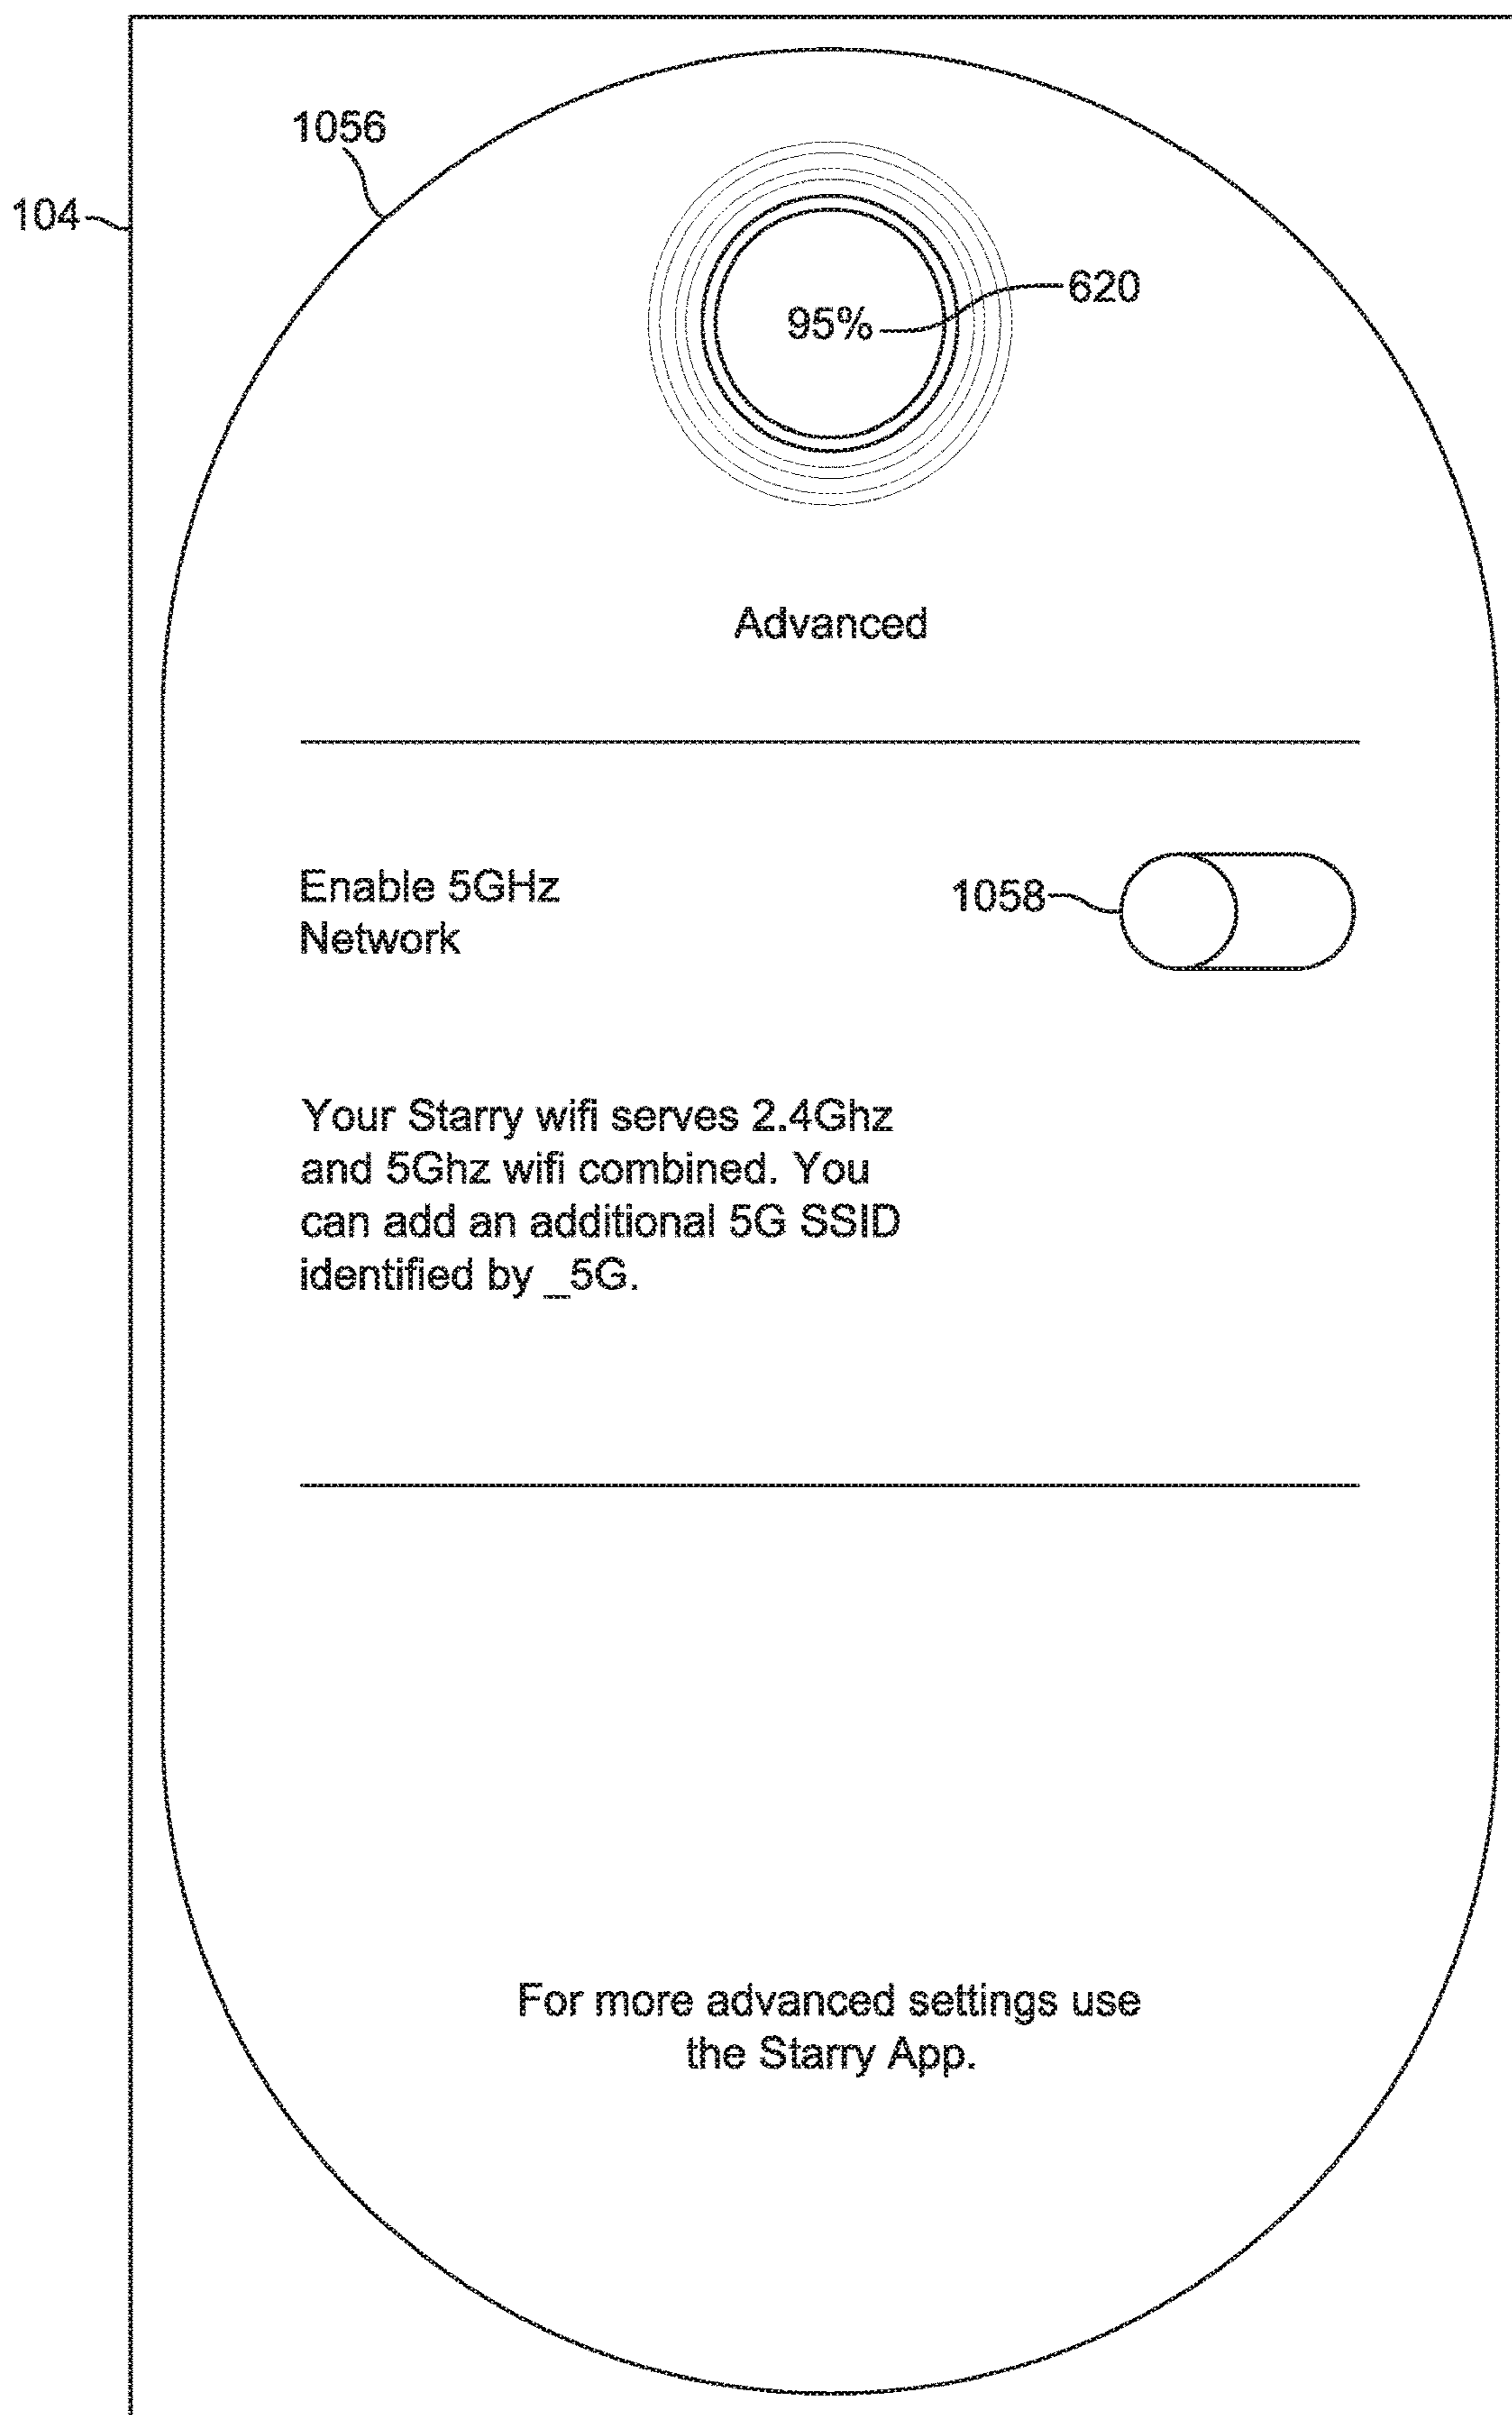 1056
104
620
95%
Advanced
Enable 5GHz
Network
1058
Your Starry wifi serves 2.4Ghz
and 5Ghz wifi combined. You
can add an additional 5G SSID
identified by _5G.
For more advanced settings use
the Starry App.